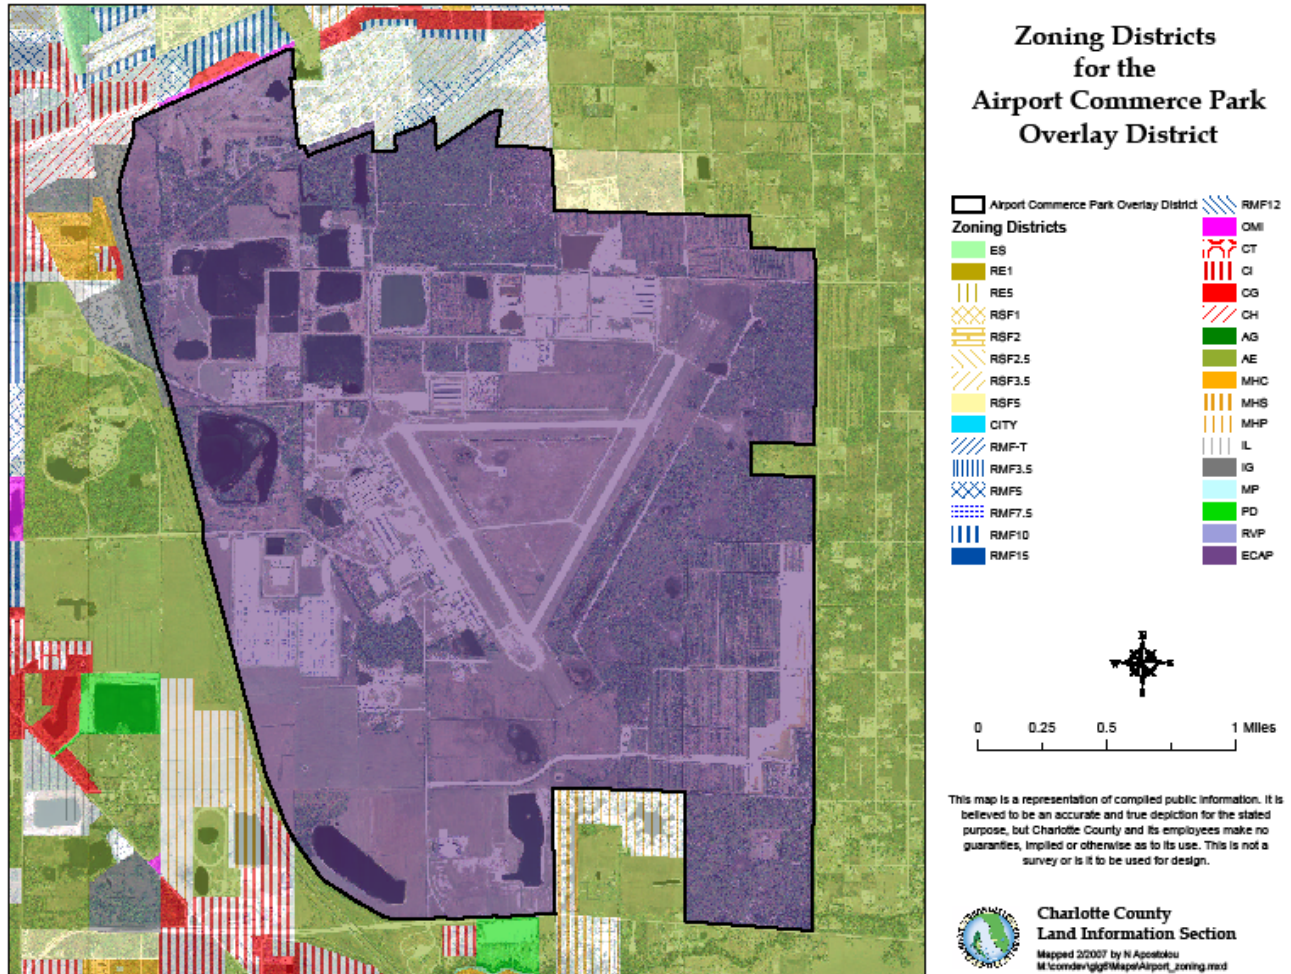 Zoning Districts
for the
Airport Commerce Park
Overlay District
Airport Commerce Park Overlay District
Zoning Districts
ES
RE1
RE5
RSF1
RSF2
RSF2.5
RSF3.5
RSF5
CITY
RMF-T
RMF3.5
RMF5
RMF7.5
RMF10
RMF15
RMF12
OMI
CT
CI
CG
CH
AG
AE
MHC
MHS
MHP
IL
IG
MP
PD
RVP
ECAP
N
W E
S
0 0.25 0.5 1 Miles
This map is a representation of compiled public information. It is
believed to be an accurate and true depiction for the stated
purpose, but Charlotte County and its employees make no
guaranties, implied or otherwise as to its use. This is not a
survey or is it to be used for design.
Charlotte County
Land Information Section
Mapped 2/2007 by N Apostolou